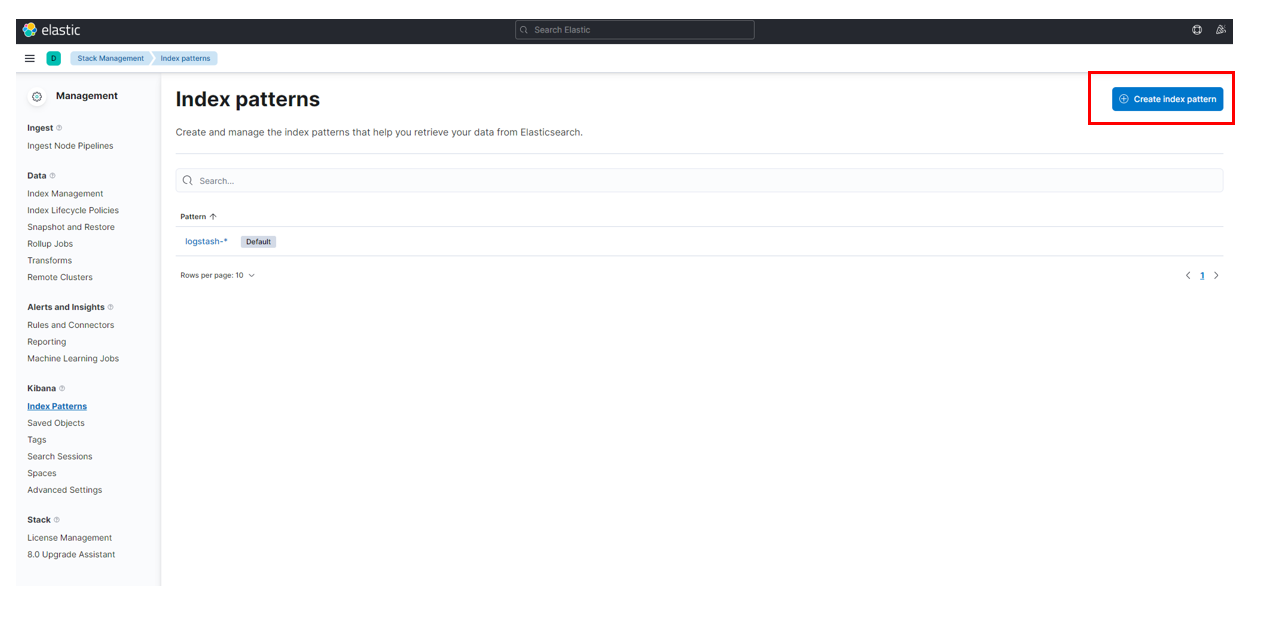 elastic
Search Elastic
D
Stack Management
Index patterns
Management
Ingest
Ingest Node Pipelines
Data
Index Management
Index Lifecycle Policies
Snapshot and Restore
Rollup Jobs
Transforms
Remote Clusters
Alerts and Insights
Rules and Connectors
Reporting
Machine Learning Jobs
Kibana
Index Patterns
Saved Objects
Tags
Search Sessions
Spaces
Advanced Settings
Stack
License Management
8.0 Upgrade Assistant
Index patterns
Create index pattern
Create and manage the index patterns that help you retrieve your data from Elasticsearch.
Search...
Pattern
logstash-* Default
Rows per page: 10
1